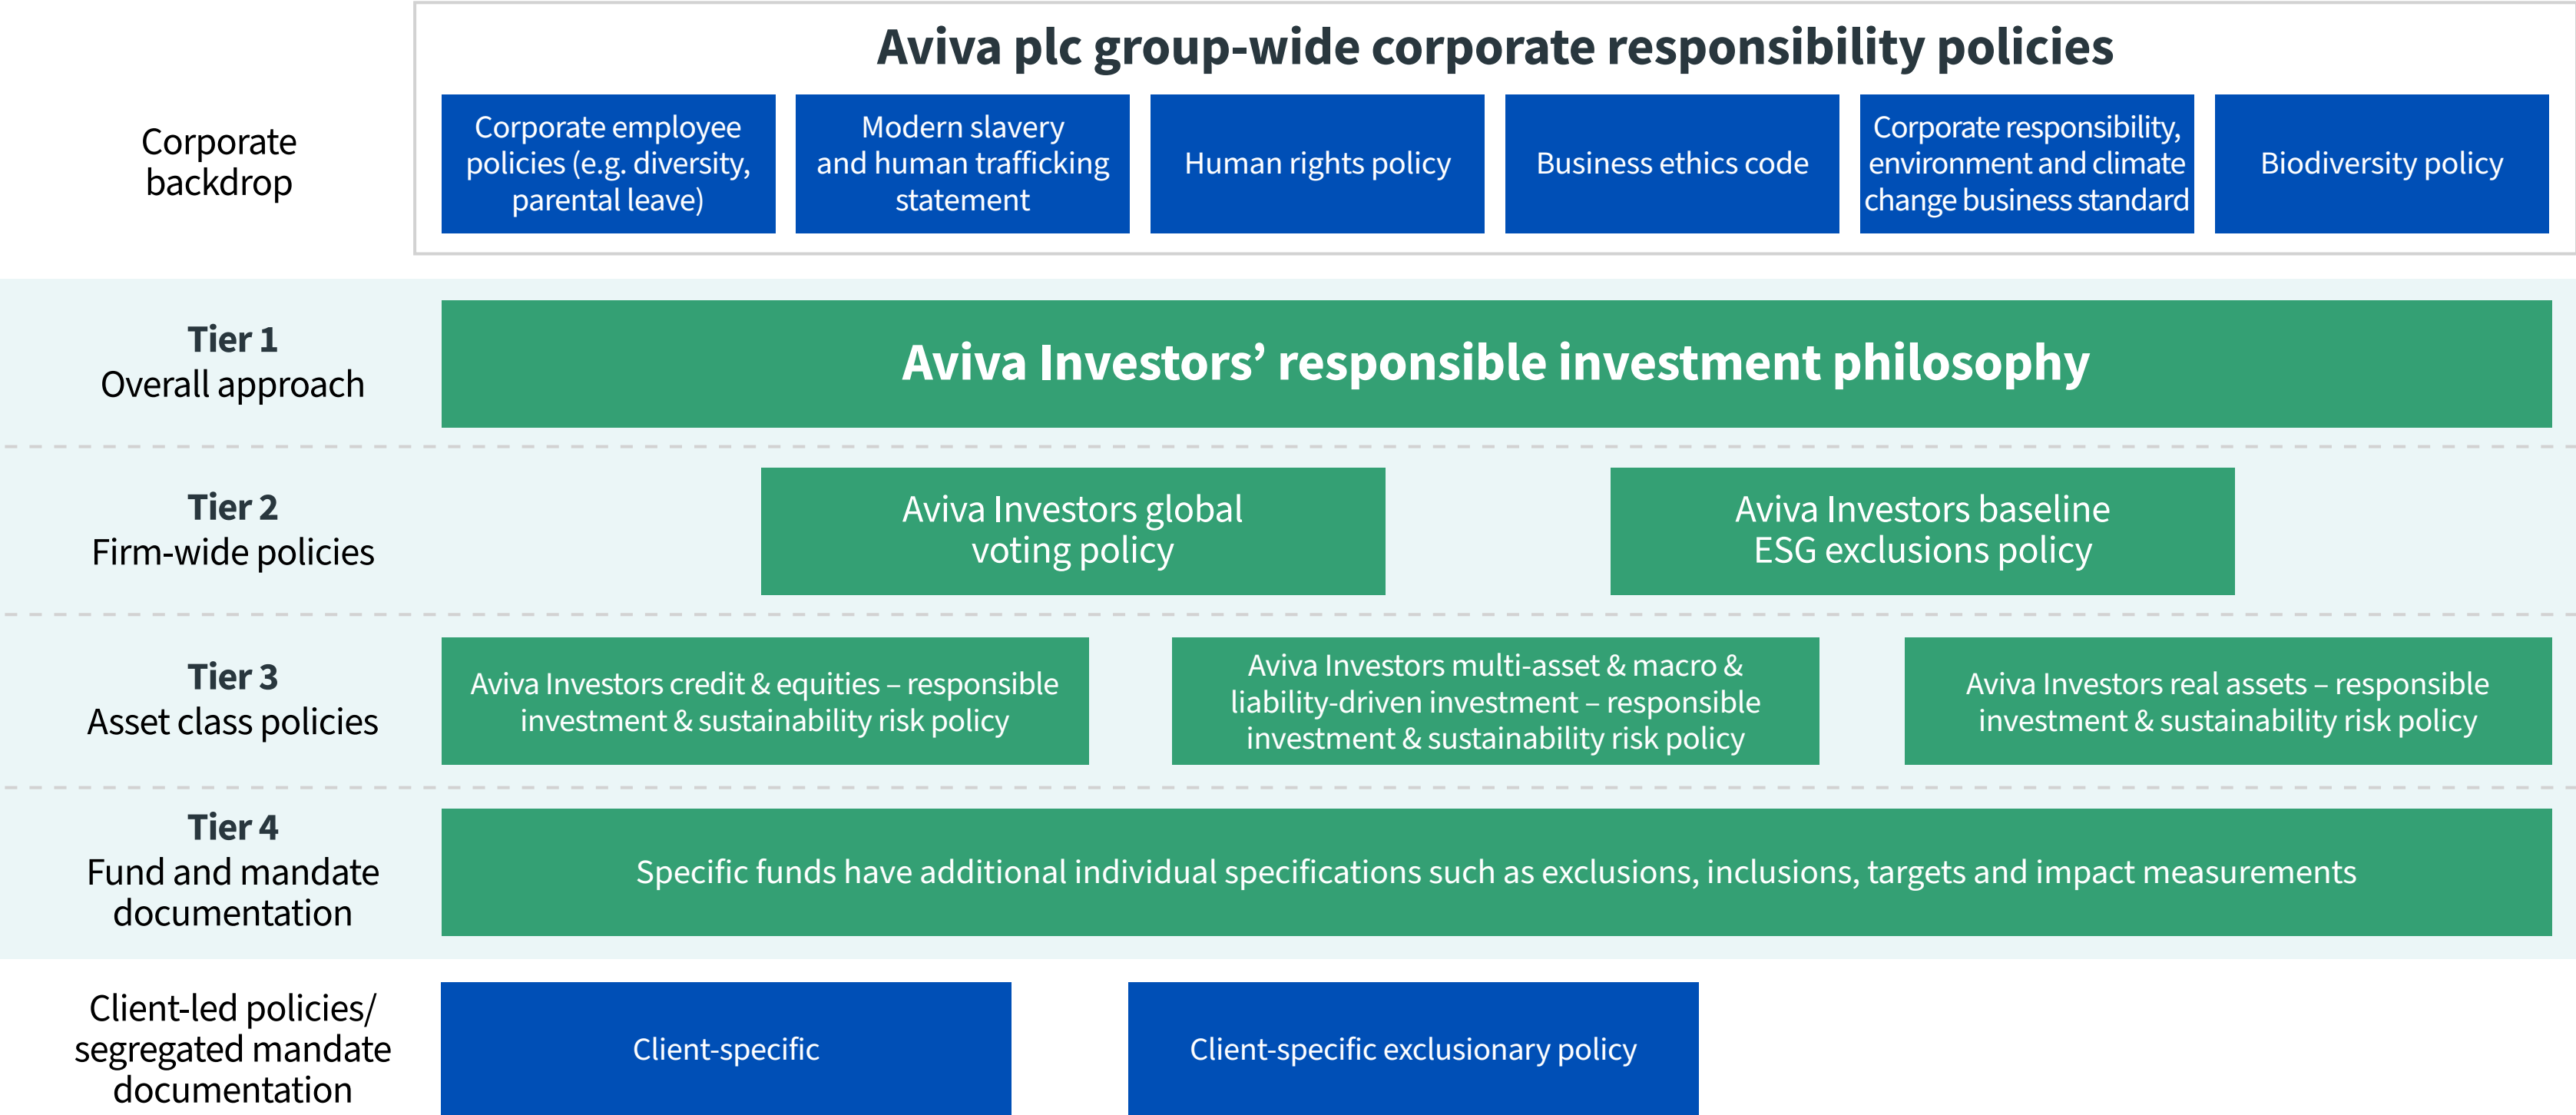 Aviva plc group-wide corporate responsibility policies
Corporate
backdrop
Corporate employee
policies (e.g. diversity,
parental leave)
Modern slavery
and human trafficking
statement
Human rights policy
Business ethics code
Corporate responsibility,
environment and climate
change business standard
Biodiversity policy
Tier 1
Overall approach
Aviva Investors’ responsible investment philosophy
Tier 2
Firm-wide policies
Aviva Investors global
voting policy
Aviva Investors baseline
ESG exclusions policy
Tier 3
Asset class policies
Aviva Investors credit & equities – responsible
investment & sustainability risk policy
Aviva Investors multi-asset & macro &
liability-driven investment – responsible
investment & sustainability risk policy
Aviva Investors real assets – responsible
investment & sustainability risk policy
Tier 4
Fund and mandate
documentation
Specific funds have additional individual specifications such as exclusions, inclusions, targets and impact measurements
Client-led policies/
segregated mandate
documentation
Client-specific
Client-specific exclusionary policy